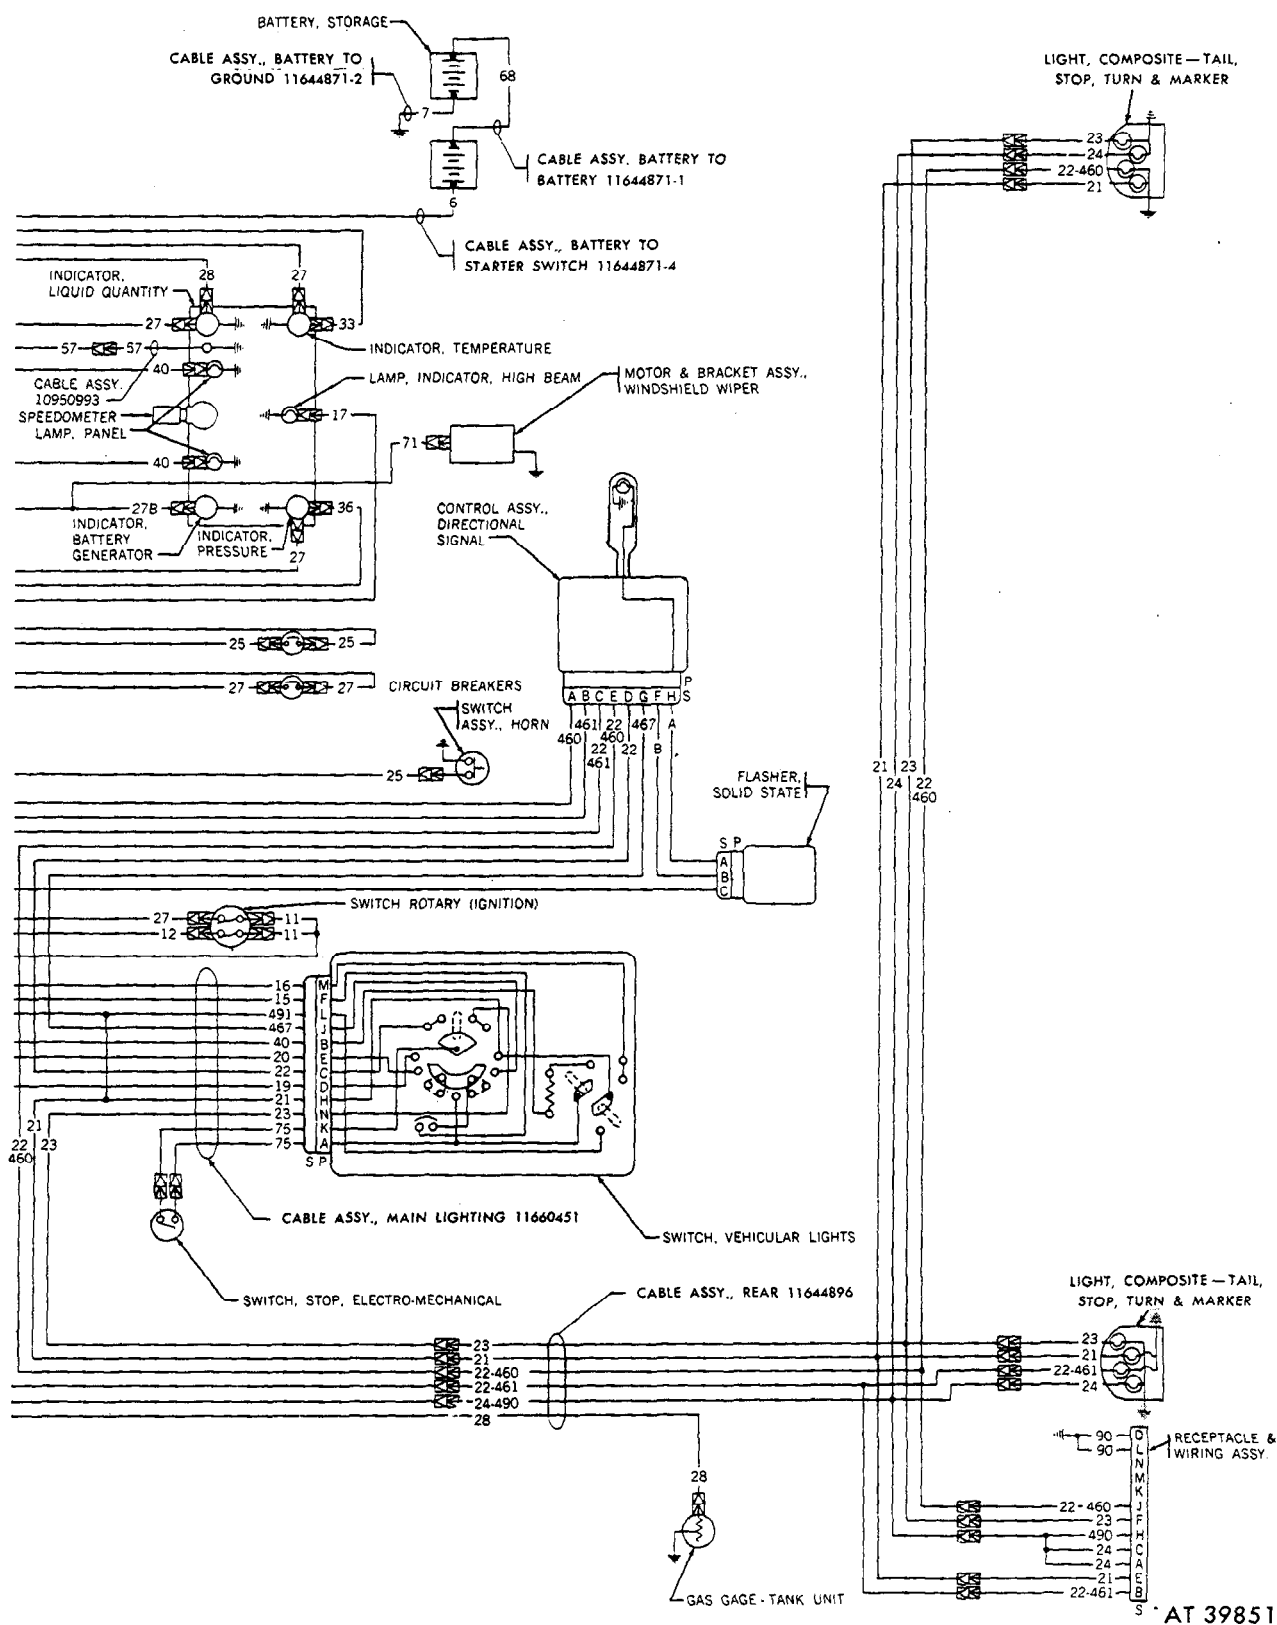 BATTERY, STORAGE
CABLE ASSY., BATTERY TO
GROUND 11644871-2
68
7
CABLE ASSY, BATTERY TO
BATTERY 11644871-1
6
CABLE ASSY., BATTERY TO
STARTER SWITCH 11644871-4
LIGHT, COMPOSITE—TAIL,
STOP, TURN & MARKER
23
24
22-460
21
INDICATOR,
LIQUID QUANTITY
28
27
27
33
57
57
INDICATOR, TEMPERATURE
40
CABLE ASSY.
10950993
LAMP, INDICATOR, HIGH BEAM
MOTOR & BRACKET ASSY.,
WINDSHIELD WIPER
SPEEDOMETER
LAMP, PANEL
17
71
40
27B
36
INDICATOR,
BATTERY
GENERATOR
INDICATOR,
PRESSURE
27
CONTROL ASSY.,
DIRECTIONAL
SIGNAL
25
25
27
27
CIRCUIT BREAKERS
P
A B C E D G F H S
SWITCH
ASSY., HORN
25
460
461
22
461
22
460
22
467
B
A
FLASHER,
SOLID STATE
S P
A
B
C
21
24
23
22
460
SWITCH ROTARY (IGNITION)
27
11
12
11
16 M
15 F
491 L
467 J
40 B
20 E
22 C
19 D
21 H
23 N
75 K
75 A
S P
22
460
21
23
CABLE ASSY., MAIN LIGHTING 11660451
SWITCH, VEHICULAR LIGHTS
SWITCH, STOP, ELECTRO-MECHANICAL
CABLE ASSY., REAR 11644896
LIGHT, COMPOSITE—TAIL,
STOP, TURN & MARKER
23
21
22-460
22-461
24-490
28
23
21
22-461
24
90 D
90 L
N
M
K
22-460 J
23 F
490 H
24 C
24 A
21 E
22-461 B
S
RECEPTACLE &
WIRING ASSY.
28
GAS GAGE - TANK UNIT
AT 39851